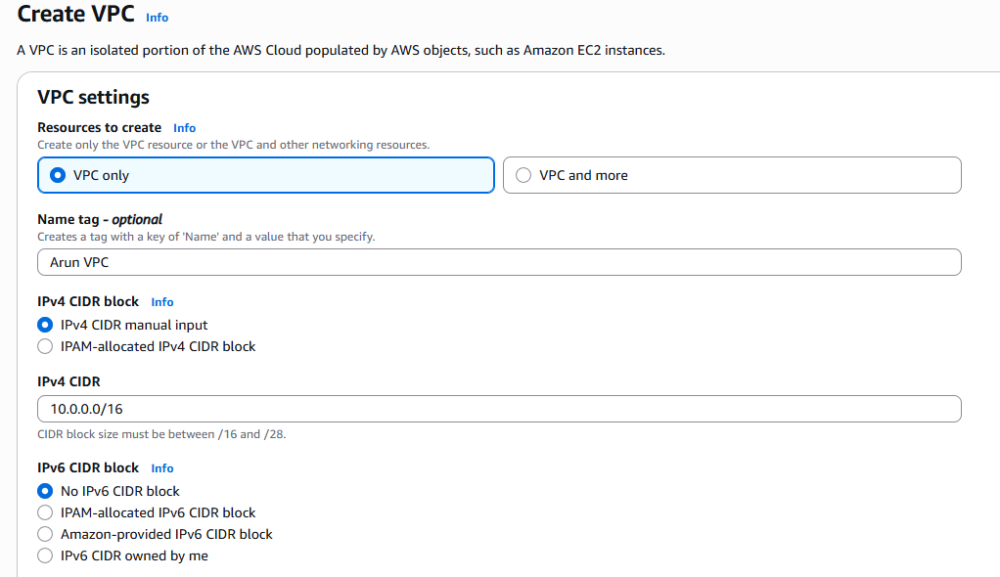 Create VPC Info
A VPC is an isolated portion of the AWS Cloud populated by AWS objects, such as Amazon EC2 instances.
VPC settings
Resources to create Info
Create only the VPC resource or the VPC and other networking resources.
VPC only
VPC and more
Name tag - optional
Creates a tag with a key of 'Name' and a value that you specify.
Arun VPC
IPv4 CIDR block Info
IPv4 CIDR manual input
IPAM-allocated IPv4 CIDR block
IPv4 CIDR
10.0.0.0/16
CIDR block size must be between /16 and /28.
IPv6 CIDR block Info
No IPv6 CIDR block
IPAM-allocated IPv6 CIDR block
Amazon-provided IPv6 CIDR block
IPv6 CIDR owned by me